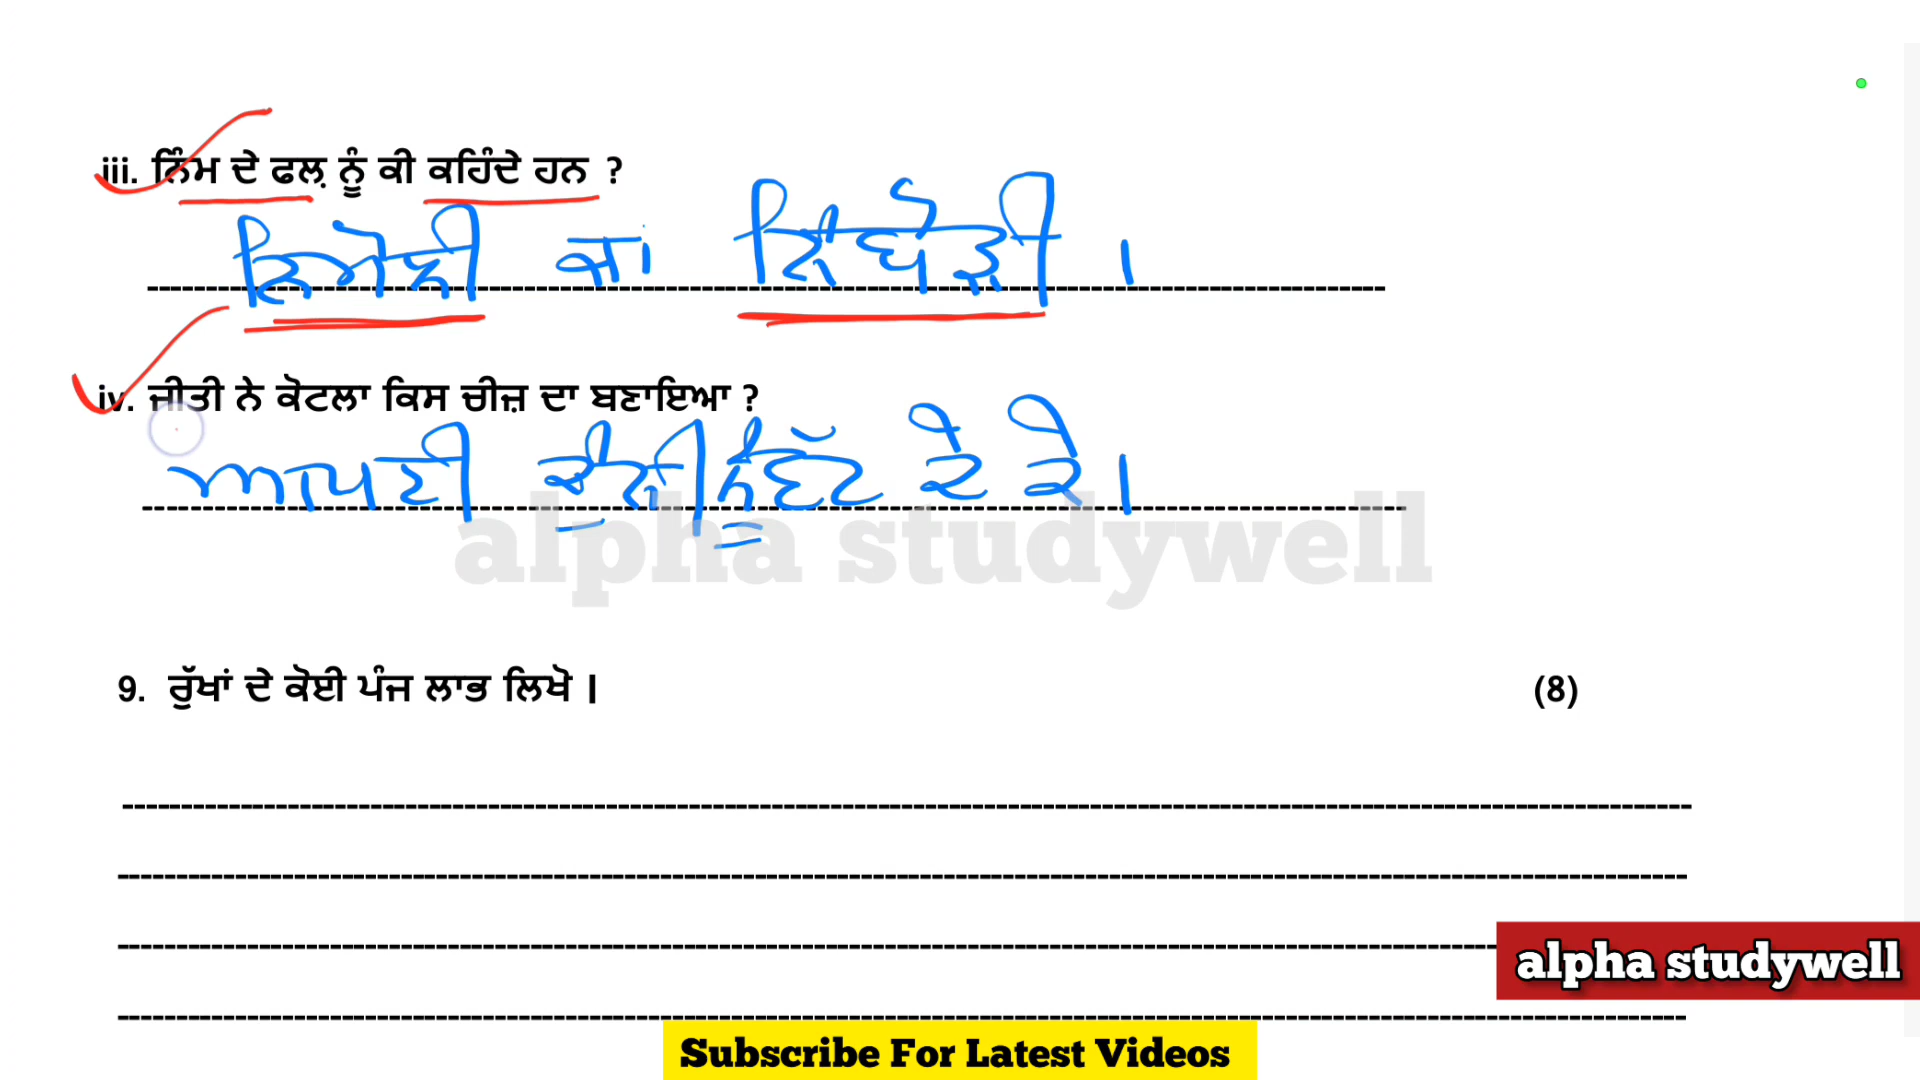 iii. ਨਿੰਮ ਦੇ ਫਲ਼ ਨੂੰ ਕੀ ਕਹਿੰਦੇ ਹਨ ?
ਨਿਮੋਲੀ ਜਾਂ ਨਿੰਬੋੜੀ ।
iv. ਜੀਤੀ ਨੇ ਕੋਟਲਾ ਕਿਸ ਚੀਜ਼ ਦਾ ਬਣਾਇਆ ?
ਆਪਣੀ ਚੁੰਨੀ ਨੂੰ ਵੱਟ ਦੇ ਕੇ ।
alpha studywell
9. ਰੁੱਖਾਂ ਦੇ ਕੋਈ ਪੰਜ ਲਾਭ ਲਿਖੋ । (8)
alpha studywell
Subscribe For Latest Videos